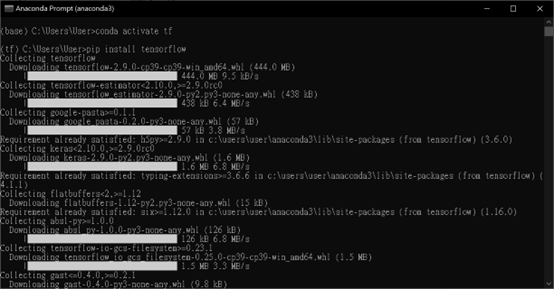 Anaconda Prompt (anaconda3)
(base) C:\Users\User>conda activate tf
(tf) C:\Users\User>pip install tensorflow
Collecting tensorflow
Downloading tensorflow-2.9.0-cp39-cp39-win_amd64.whl (444.0 MB)
444.0 MB 9.5 kB/s
Collecting tensorflow-estimator<2.10.0,>=2.9.0rc0
Downloading tensorflow_estimator-2.9.0-py2.py3-none-any.whl (438 kB)
438 kB 6.4 MB/s
Collecting google-pasta>=0.1.1
Downloading google_pasta-0.2.0-py3-none-any.whl (57 kB)
57 kB 3.8 MB/s
Requirement already satisfied: h5py>=2.9.0 in c:\users\user\anaconda3\lib\site-packages (from tensorflow) (3.6.0)
Collecting keras<2.10.0,>=2.9.0rc0
Downloading keras-2.9.0-py2.py3-none-any.whl (1.6 MB)
1.6 MB 6.8 MB/s
Requirement already satisfied: typing-extensions>=3.6.6 in c:\users\user\anaconda3\lib\site-packages (from tensorflow) (
4.1.1)
Collecting flatbuffers<2,>=1.12
Downloading flatbuffers-1.12-py2.py3-none-any.whl (15 kB)
Requirement already satisfied: six>=1.12.0 in c:\users\user\anaconda3\lib\site-packages (from tensorflow) (1.16.0)
Collecting absl-py>=1.0.0
Downloading absl_py-1.0.0-py3-none-any.whl (126 kB)
126 kB 6.8 MB/s
Collecting tensorflow-io-gcs-filesystem>=0.23.1
Downloading tensorflow_io_gcs_filesystem-0.25.0-cp39-cp39-win_amd64.whl (1.5 MB)
1.5 MB 3.3 MB/s
Collecting gast<=0.4.0,>=0.2.1
Downloading gast-0.4.0-py3-none-any.whl (9.8 kB)